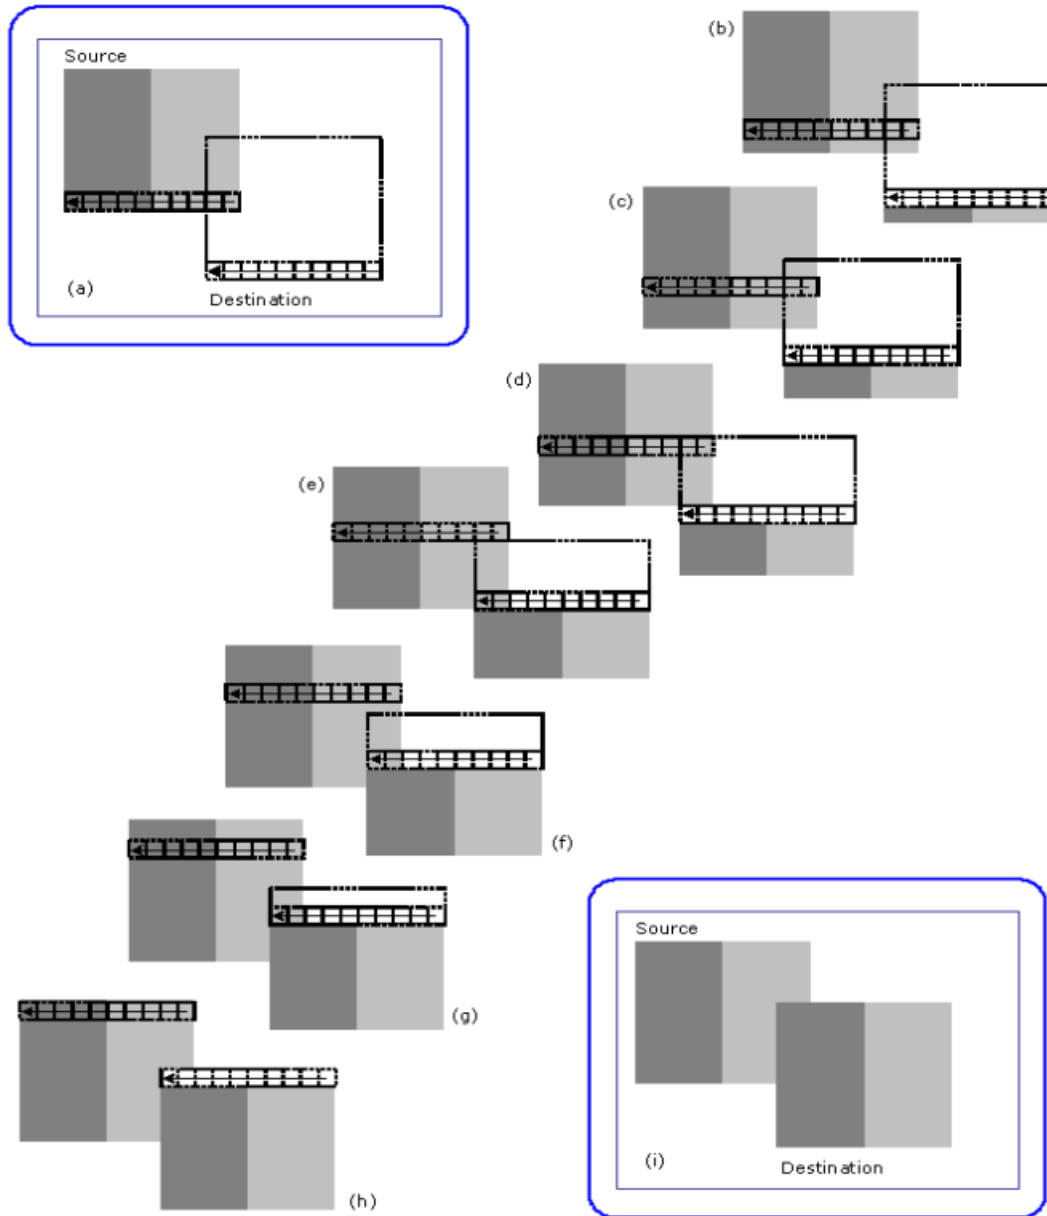 Source
(a)
Destination
(b)
(c)
(d)
(e)
(f)
(g)
(h)
Source
(i)
Destination